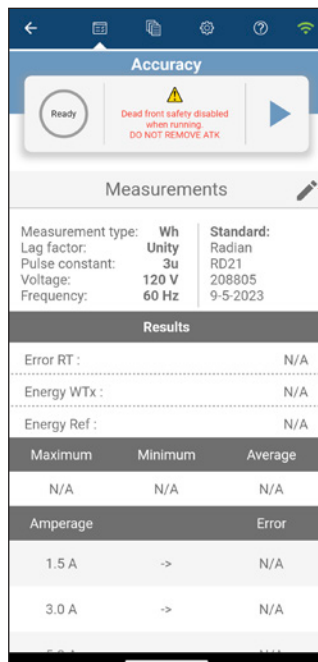 Accuracy
Ready
Dead front safety disabled
when running.
DO NOT REMOVE ATK
Measurements
Measurement type: Wh
Lag factor: Unity
Pulse constant: 3u
Voltage: 120 V
Frequency: 60 Hz
Standard:
Radian
RD21
208805
9-5-2023
Results
Error RT : N/A
Energy WTx : N/A
Energy Ref : N/A
Maximum Minimum Average
N/A N/A N/A
Amperage Error
1.5 A -> N/A
3.0 A -> N/A